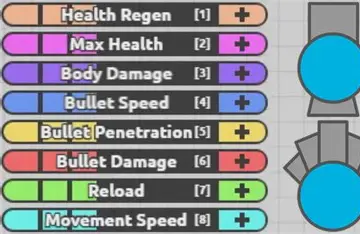 Health Regen [1] +
Max Health [2] +
Body Damage [3] +
Bullet Speed [4] +
Bullet Penetration [5] +
Bullet Damage [6] +
Reload [7] +
Movement Speed [8] +